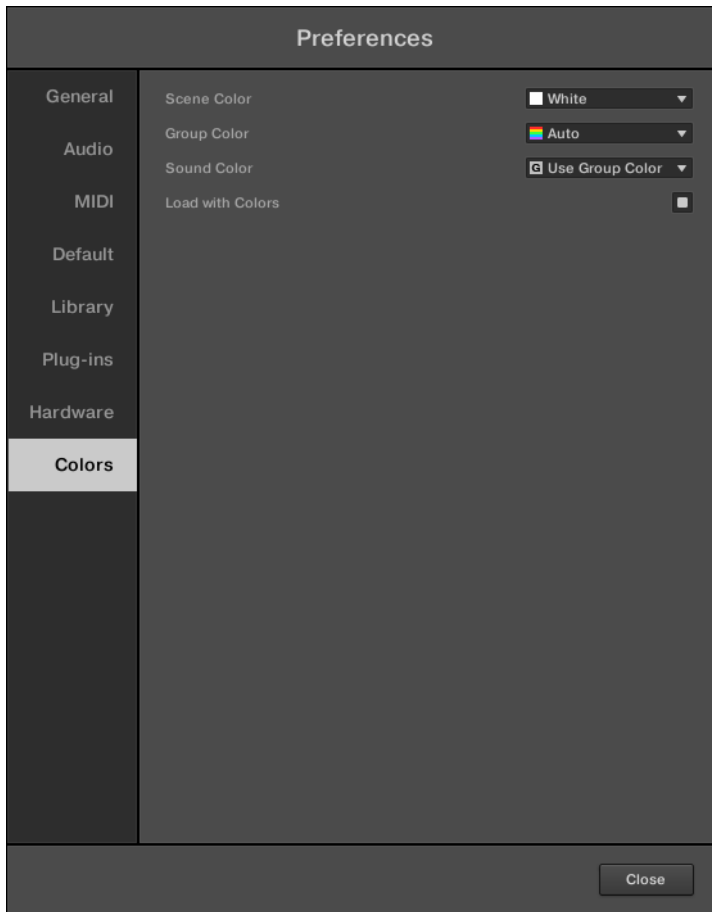 Preferences
General
Audio
MIDI
Default
Library
Plug-ins
Hardware
Colors
Scene Color White
Group Color Auto
Sound Color G Use Group Color
Load with Colors
Close